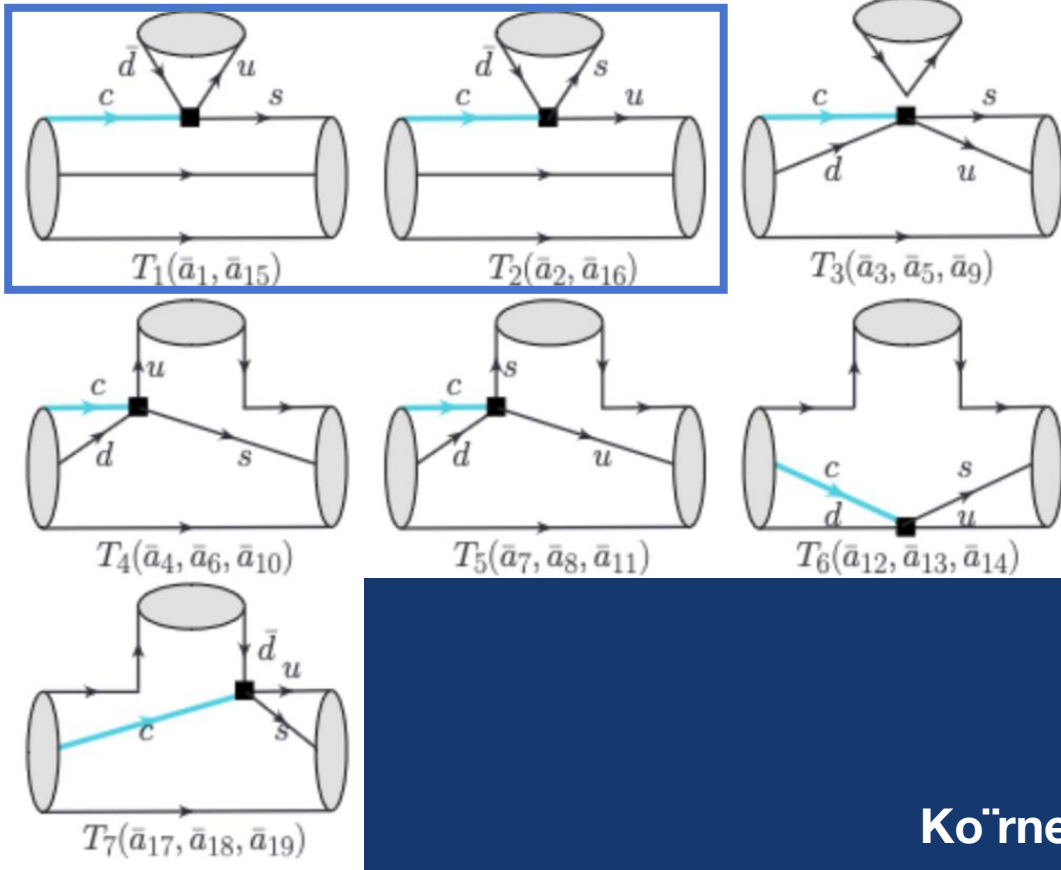 d̄ u d̄ s
c s c u c s
d u
T₁(ā₁, ā₁₅) T₂(ā₂, ā₁₆) T₃(ā₃, ā₅, ā₉)
u s
c c c s
d s d u d u
T₄(ā₄, ā₆, ā₁₀) T₅(ā₇, ā₈, ā₁₁) T₆(ā₁₂, ā₁₃, ā₁₄)
d̄
u
c s
T₇(ā₁₇, ā₁₈, ā₁₉)
Ko¨rne